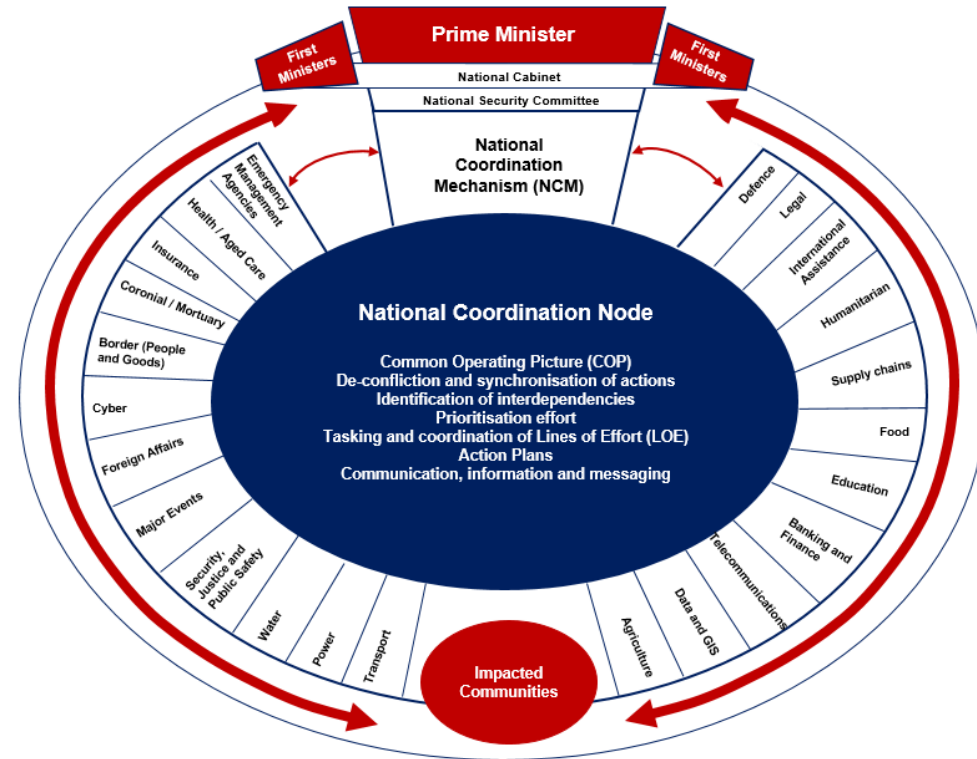 Prime Minister
First
Ministers
First
Ministers
National Cabinet
National Security Committee
National
Coordination
Mechanism (NCM)
Emergency
Management
Agencies
Health / Aged Care
Insurance
Coronial / Mortuary
Border (People
and Goods)
Cyber
Foreign Affairs
Major Events
Security,
Justice and
Public Safety
Water
Power
Transport
National Coordination Node
Common Operating Picture (COP)
De-confliction and synchronisation of actions
Identification of interdependencies
Prioritisation effort
Tasking and coordination of Lines of Effort (LOE)
Action Plans
Communication, information and messaging
Defence
Legal
International
Assistance
Humanitarian
Supply chains
Food
Education
Banking and
Finance
Telecommunications
Data and GIS
Agriculture
Impacted
Communities